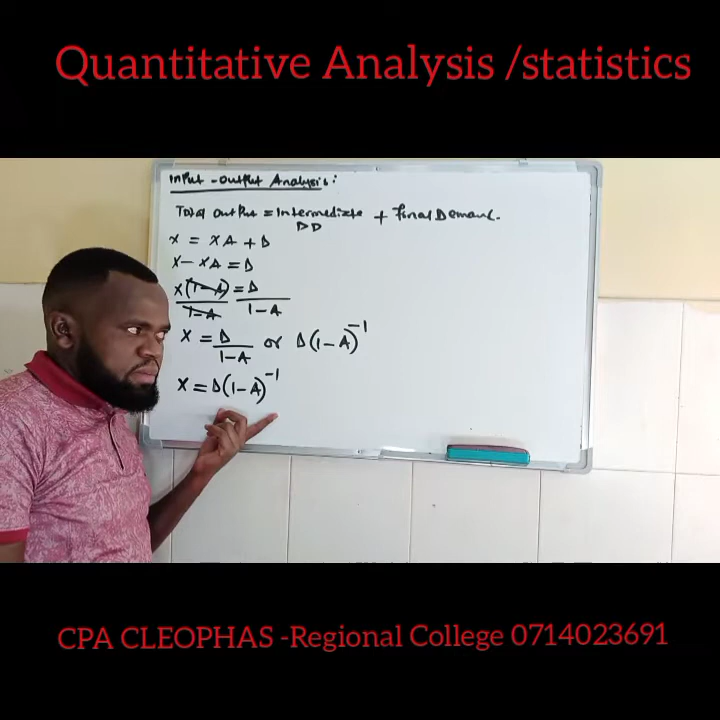 Quantitative Analysis /statistics
Input-Output Analysis:
Total output = Intermediate + Final Demand.
DD
X = XA + D
X - XA = D
X(1-A) = D
1-A 1-A
X = D or D(1-A)⁻¹
1-A
X = D(1-A)⁻¹
CPA CLEOPHAS -Regional College 0714023691